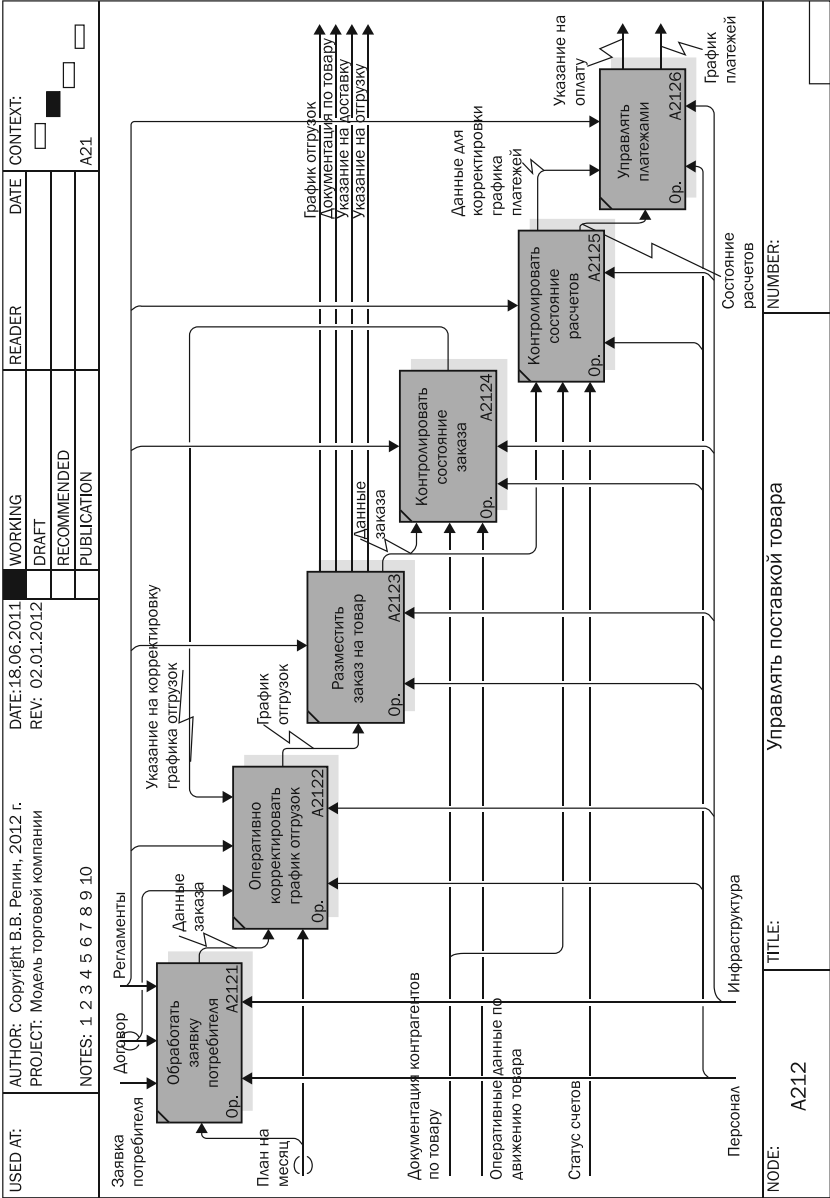 USED AT:
AUTHOR: Copyright В.В. Репин, 2012 г.
PROJECT: Модель торговой компании
NOTES: 1 2 3 4 5 6 7 8 9 10
DATE:18.06.2011
REV: 02.01.2012
WORKING
DRAFT
RECOMMENDED
PUBLICATION
READER
DATE
CONTEXT:
A21
Заявка
потребителя
Договор
Регламенты
Обработать
заявку
потребителя
0р.
A2121
План на
месяц
Данные
заказа
Указание на корректировку
графика отгрузок
Оперативно
корректировать
график отгрузок
0р.
A2122
График
отгрузок
Разместить
заказ на товар
0р.
A2123
График отгрузок
Документация по товару
Указание на доставку
Указание на отгрузку
Данные
заказа
Контролировать
состояние
заказа
0р.
A2124
Данные для
корректировки
графика
платежей
Контролировать
состояние
расчетов
0р.
A2125
Состояние
расчетов
Указание на
оплату
График
платежей
Управлять
платежами
0р.
A2126
Документация контрагентов
по товару
Оперативные данные по
движению товара
Статус счетов
Персонал
Инфраструктура
NODE:
A212
TITLE:
Управлять поставкой товара
NUMBER: